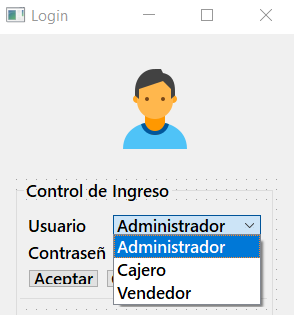 Login
Control de Ingreso
Usuario Administrador
Administrador
Contraseñ
Cajero
Aceptar
Vendedor